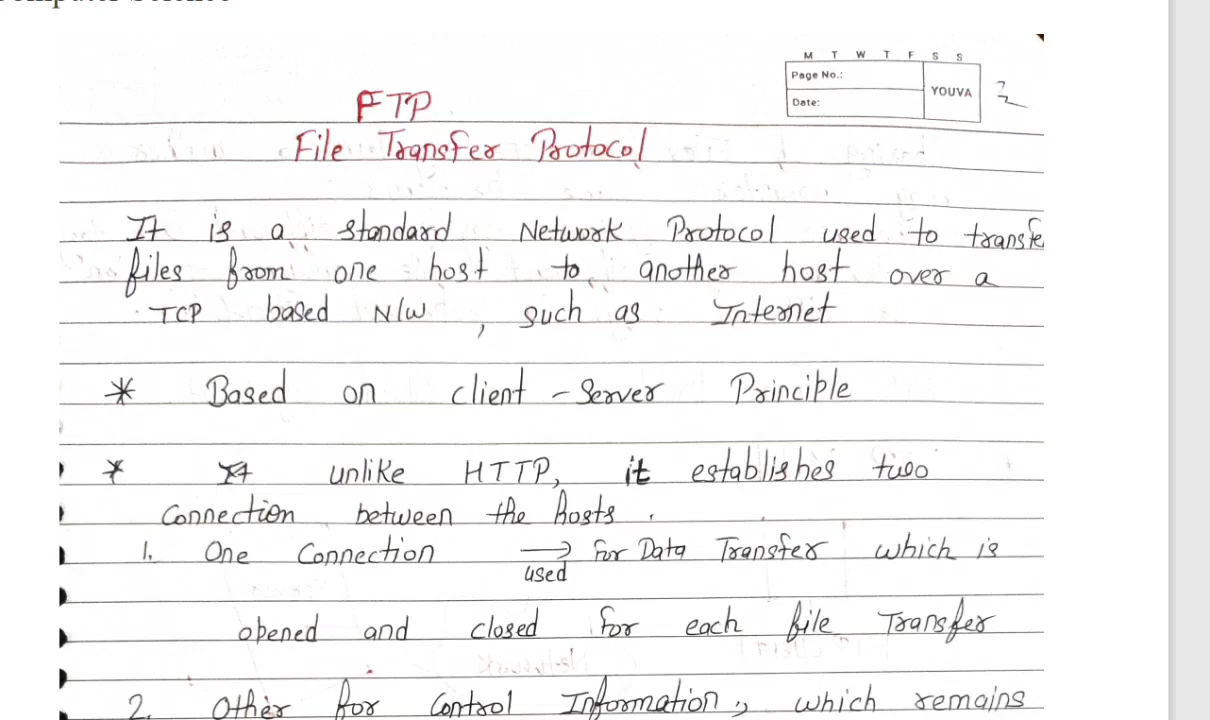 M T W T F S S
Page No.:
Date:
YOUVA
2
FTP
File Transfer Protocol
It is a standard Network Protocol used to transfe
files from one host to another host over a
TCP based N/W, such as Internet
* Based on client - Server Principle
* unlike HTTP, it establishes two
Connection between the hosts.
1. One Connection → used for Data Transfer which is
opened and closed for each file Transfer
2. Other for Control Information, which remains